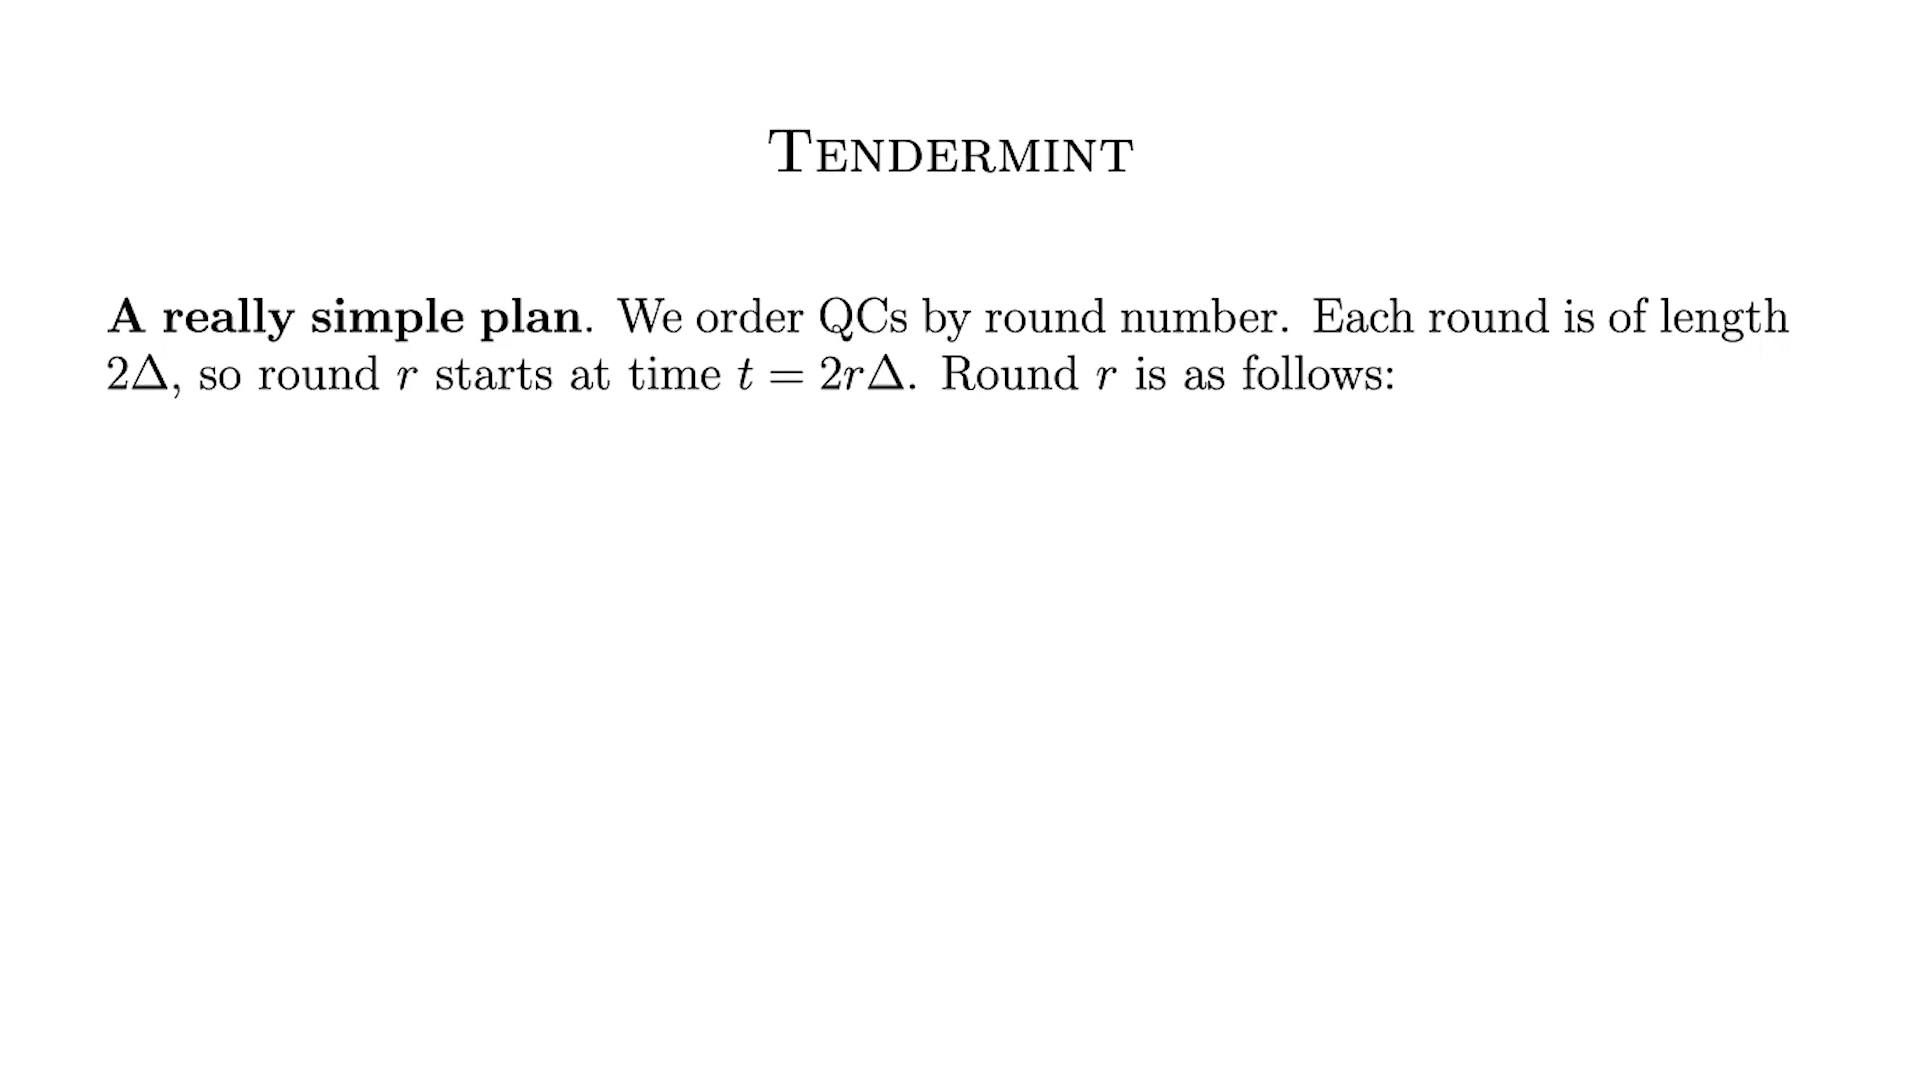 TENDERMINT
A really simple plan. We order QCs by round number. Each round is of length
2Δ, so round r starts at time t = 2rΔ. Round r is as follows: